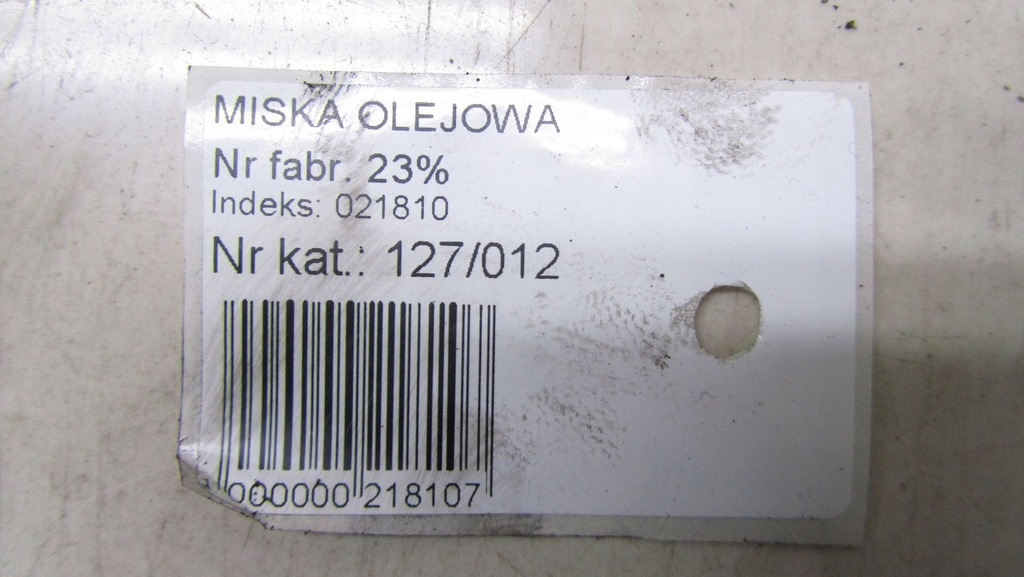 MISKA OLEJOWA
Nr fabr. 23%
Indeks: 021810
Nr kat.: 127/012
000000 218107